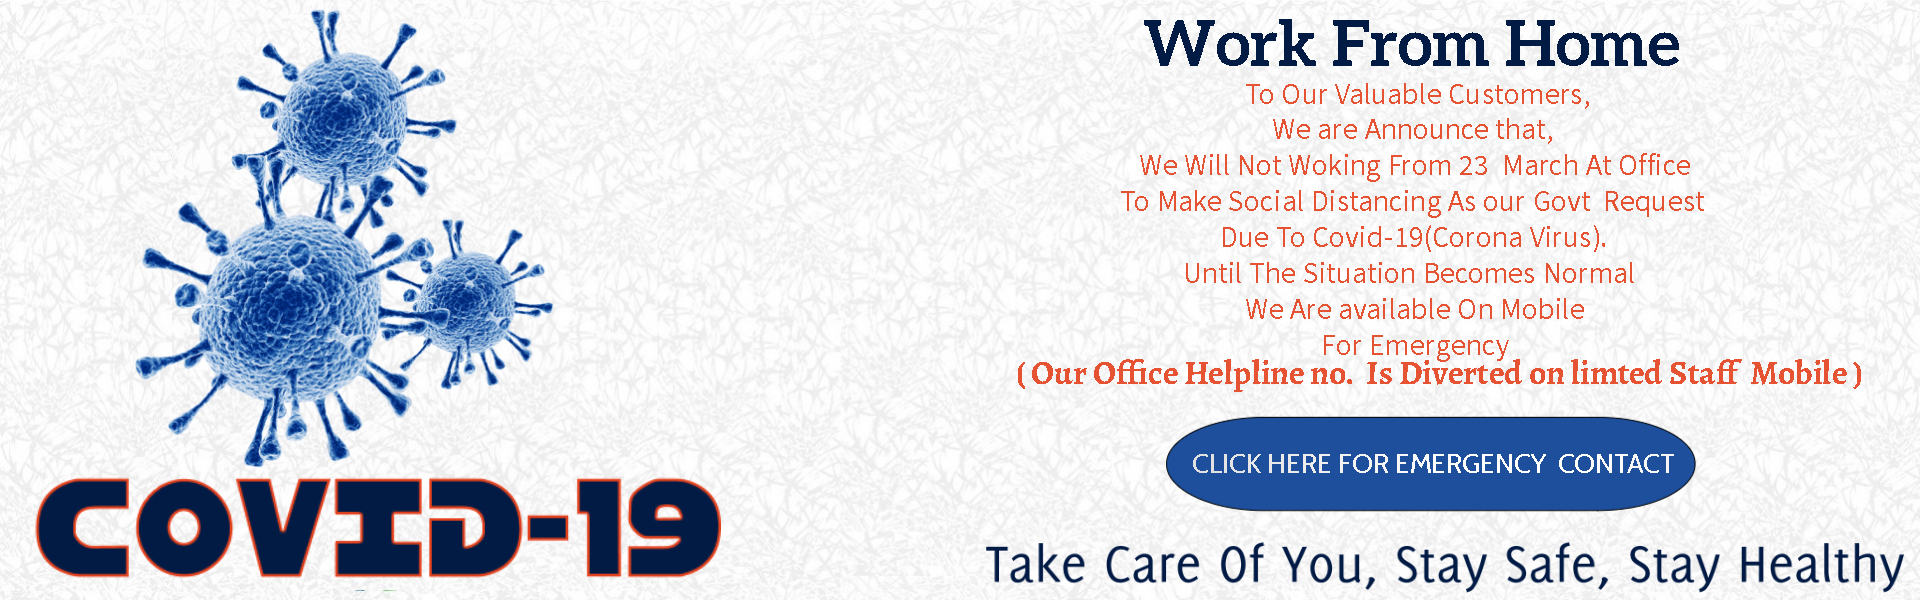 Work From Home
To Our Valuable Customers,
We are Announce that,
We Will Not Woking From 23 March At Office
To Make Social Distancing As our Govt Request
Due To Covid-19(Corona Virus).
Until The Situation Becomes Normal
We Are available On Mobile
For Emergency
( Our Office Helpline no. Is Diverted on limted Staff Mobile )
CLICK HERE FOR EMERGENCY CONTACT
COVID-19
Take Care Of You, Stay Safe, Stay Healthy